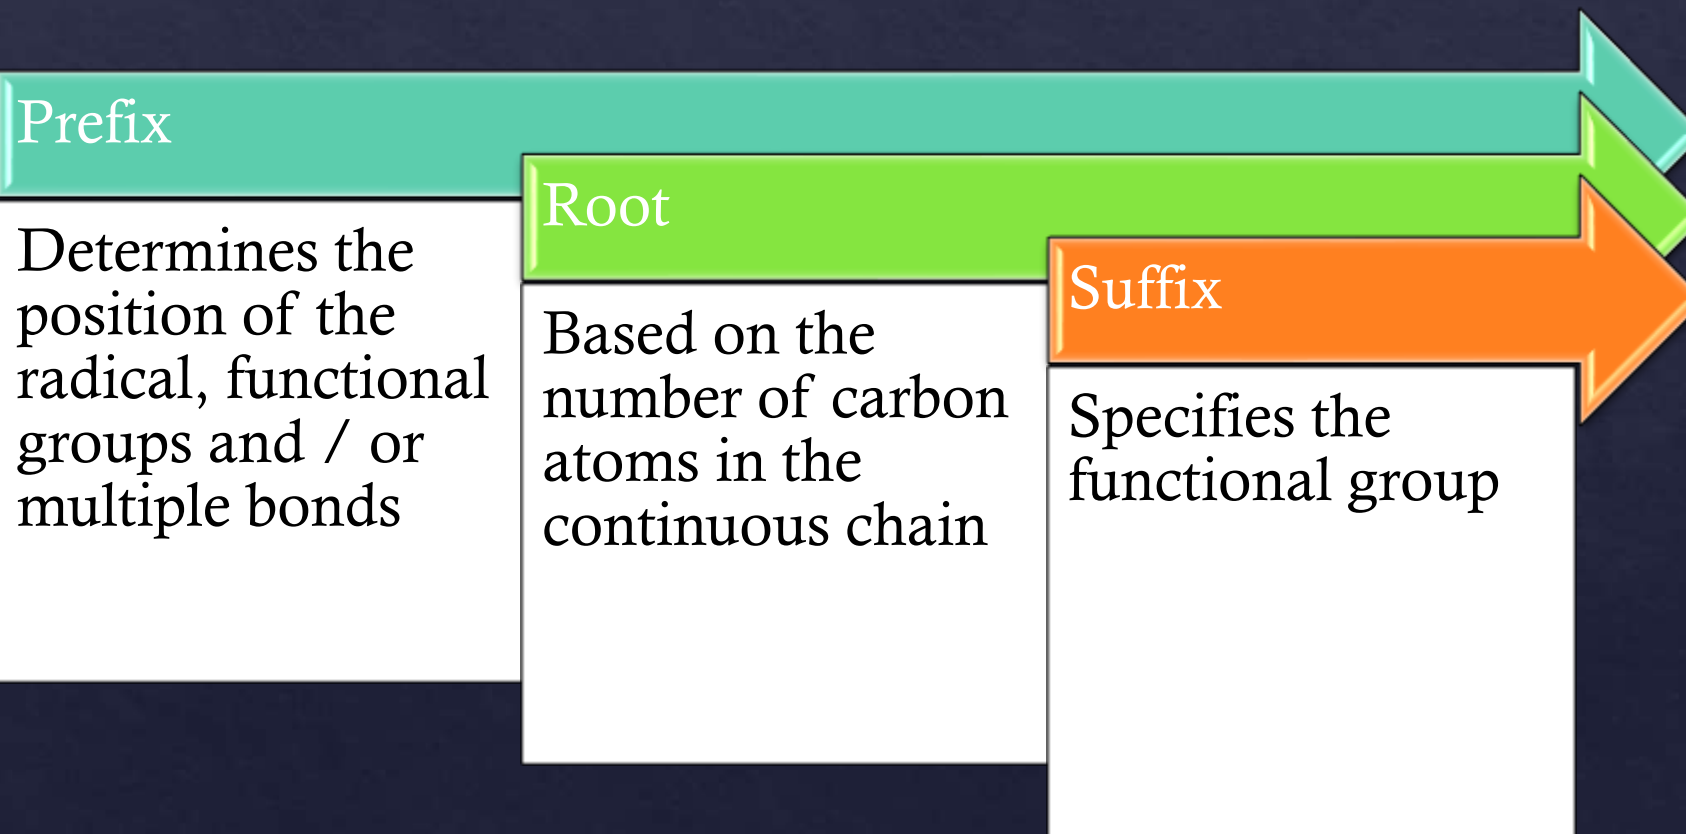 Prefix
Determines the
position of the
radical, functional
groups and / or
multiple bonds
Root
Based on the
number of carbon
atoms in the
continuous chain
Suffix
Specifies the
functional group